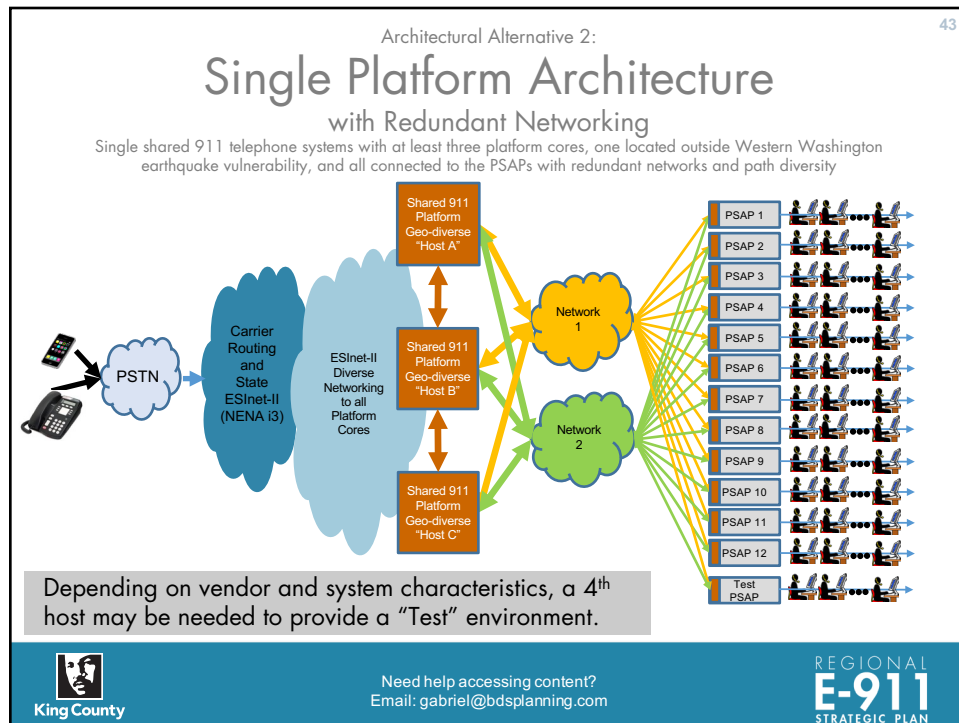 43
Architectural Alternative 2:
Single Platform Architecture
with Redundant Networking
Single shared 911 telephone systems with at least three platform cores, one located outside Western Washington
earthquake vulnerability, and all connected to the PSAPs with redundant networks and path diversity
PSTN
Carrier
Routing
and
State
ESInet-II
(NENA i3)
ESInet-II
Diverse
Networking
to all
Platform
Cores
Shared 911
Platform
Geo-diverse
“Host A”
Shared 911
Platform
Geo-diverse
“Host B”
Shared 911
Platform
Geo-diverse
“Host C”
Network
1
Network
2
PSAP 1
PSAP 2
PSAP 3
PSAP 4
PSAP 5
PSAP 6
PSAP 7
PSAP 8
PSAP 9
PSAP 10
PSAP 11
PSAP 12
Test
PSAP
Depending on vendor and system characteristics, a 4th
host may be needed to provide a “Test” environment.
King County
Need help accessing content?
Email: gabriel@bdsplanning.com
REGIONAL
E-911
STRATEGIC PLAN